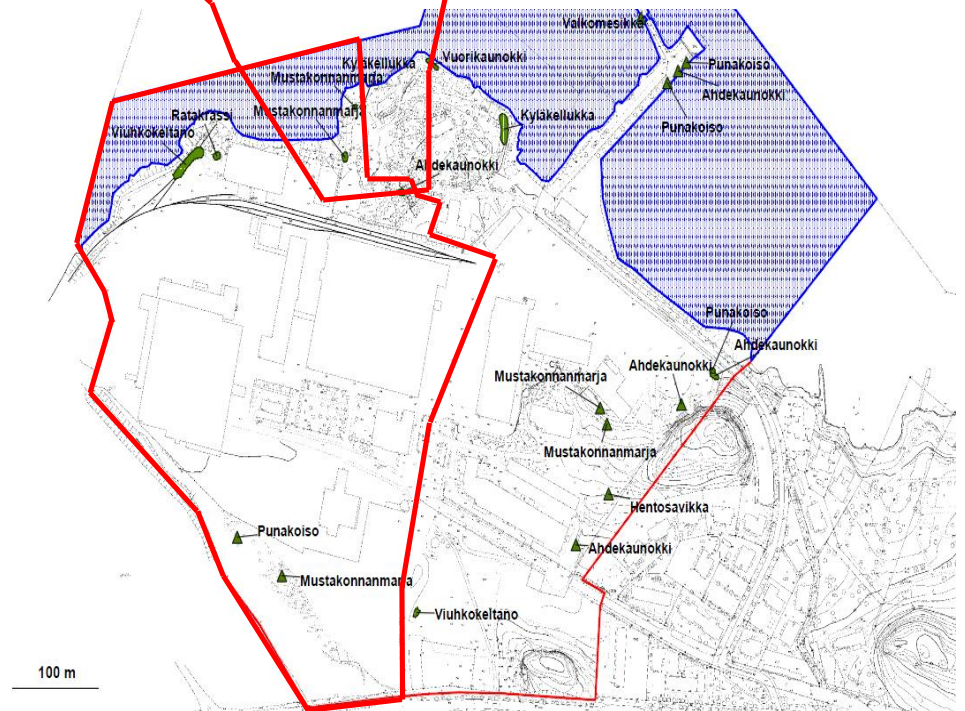 Valkomesikka
Kyläkellukka
Vuorikaunokki
Punakoiso
Mustakonnanmarja
Ahdekaunokki
Ratakrassi
Mustakonnanmarja
Kyläkellukka
Punakoiso
Viuhkokeltano
Ahdekaunokki
Punakoiso
Ahdekaunokki
Ahdekaunokki
Mustakonnanmarja
Mustakonnanmarja
Hentosavikka
Punakoiso
Ahdekaunokki
Mustakonnanmarja
Viuhkokeltano
100 m